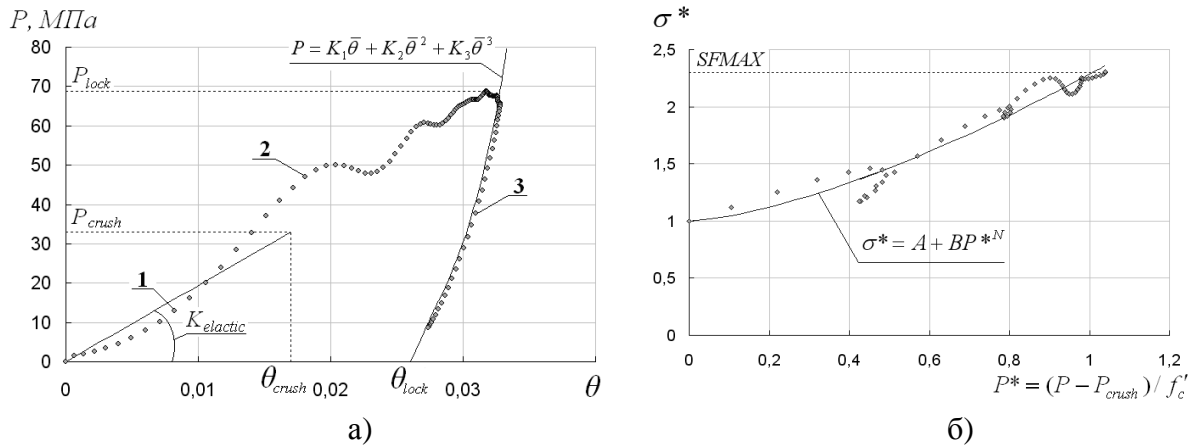 P, МПа
80
70
60
50
40
30
20
10
0
P_lock
P_crush
P = K₁θ̅ + K₂θ̅² + K₃θ̅³
1
2
3
K_elactic
0
0,01
θ_crush
0,02
θ_lock
0,03
θ
а)
σ*
2,5
2
1,5
1
0,5
0
SFMAX
σ* = A + BP*ᴺ
0
0,2
0,4
0,6
0,8
1
1,2
P* = (P − P_crush) / f′_c
б)